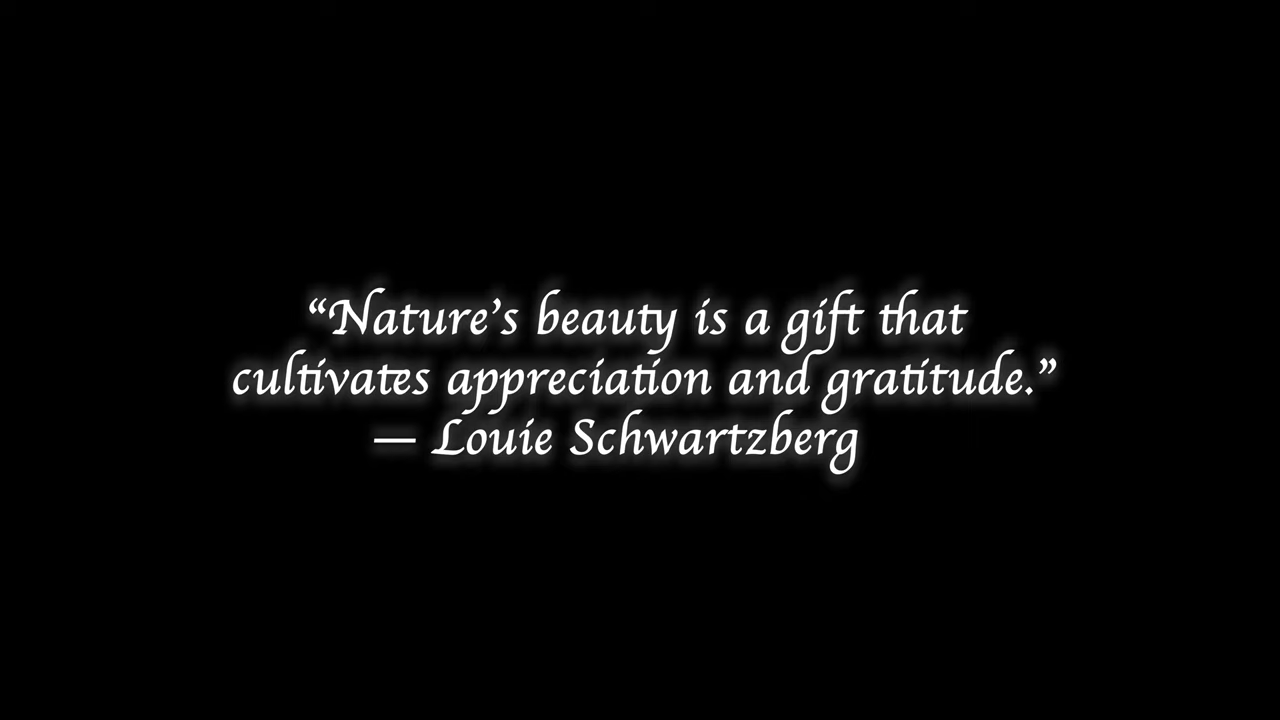 “Nature’s beauty is a gift that
cultivates appreciation and gratitude.”
— Louie Schwartzberg